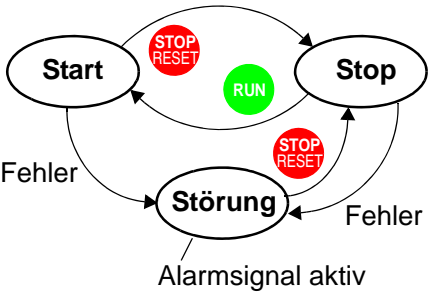 STOP
RESET
Start
Stop
RUN
STOP
RESET
Fehler
Störung
Fehler
Alarmsignal aktiv